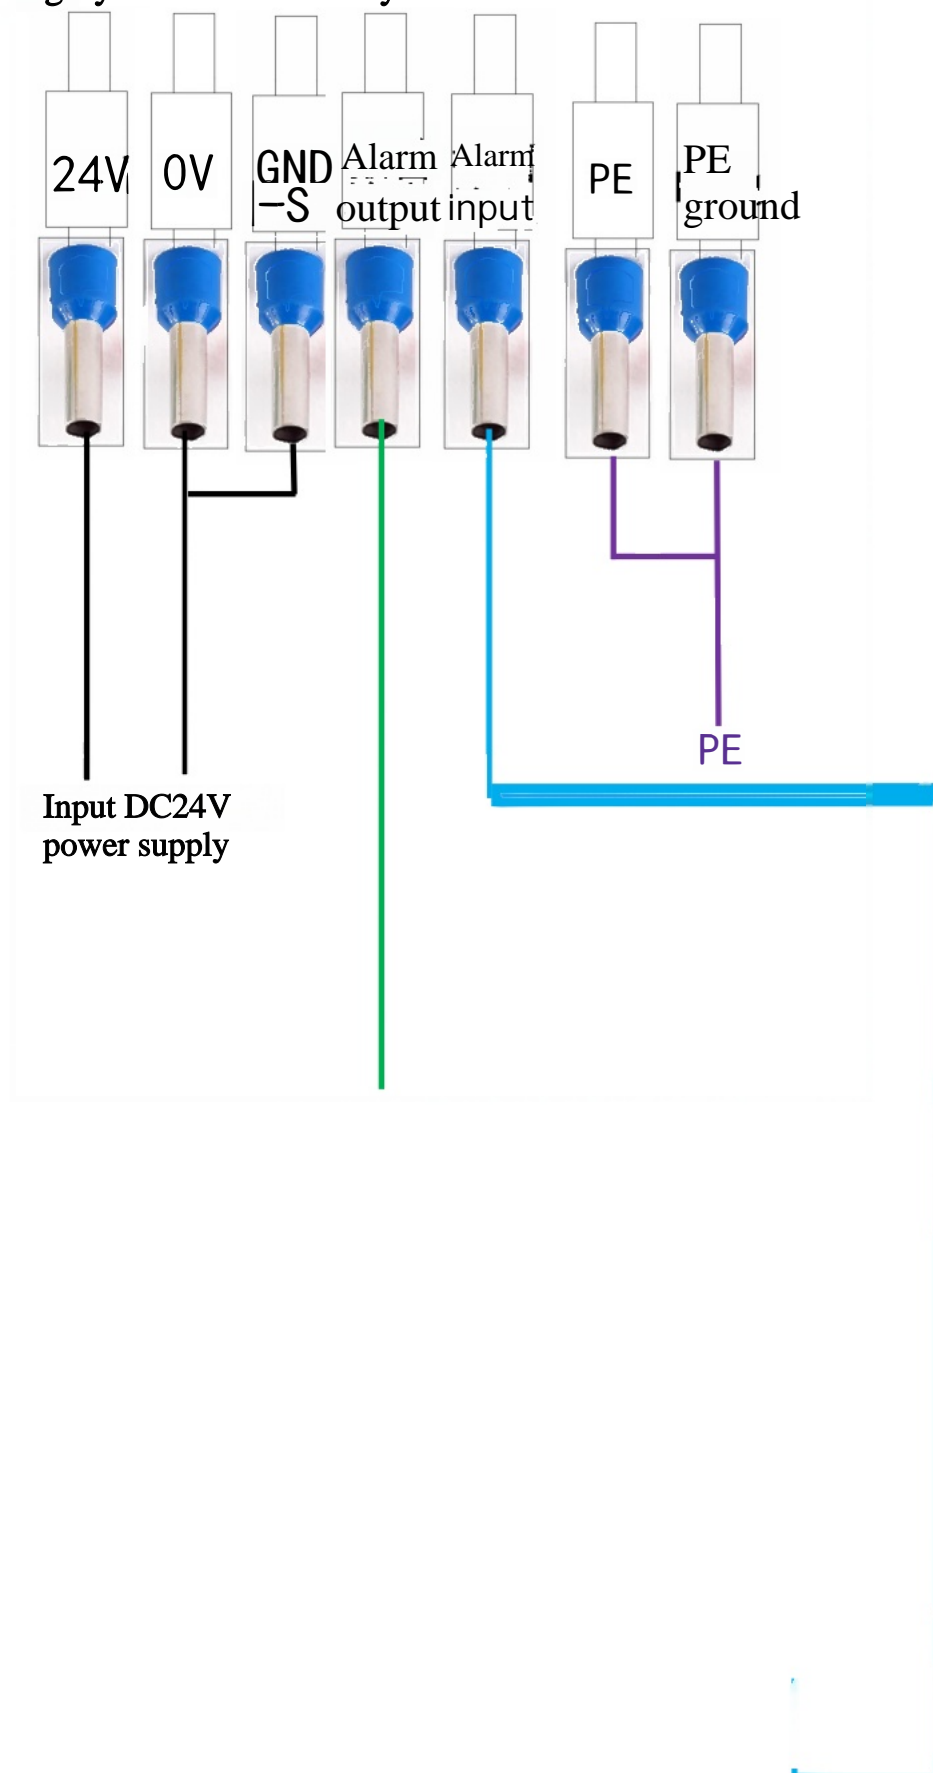 24V
0V
GND
-S
Alarm
output
Alarm
input
PE
PE
ground
PE
Input DC24V
power supply